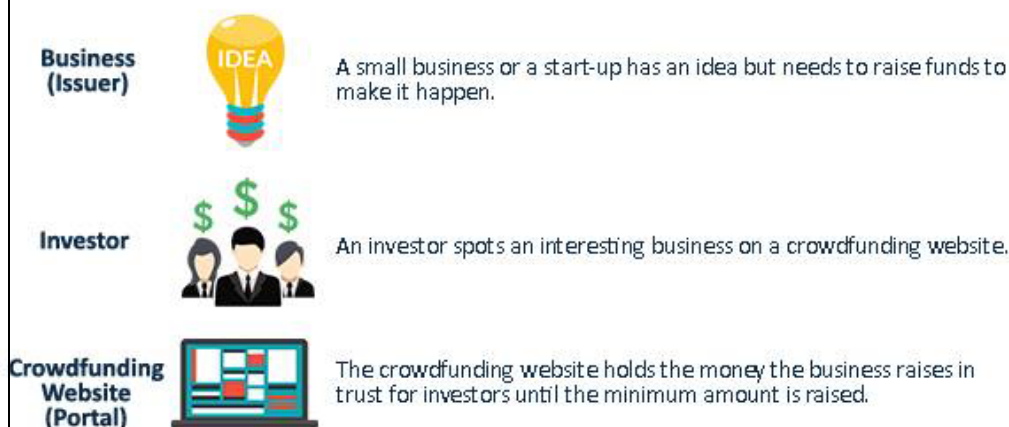 Business
(Issuer)
IDEA
A small business or a start-up has an idea but needs to raise funds to
make it happen.
$ $ $
Investor
An investor spots an interesting business on a crowdfunding website.
Crowdfunding
Website
(Portal)
The crowdfunding website holds the money the business raises in
trust for investors until the minimum amount is raised.